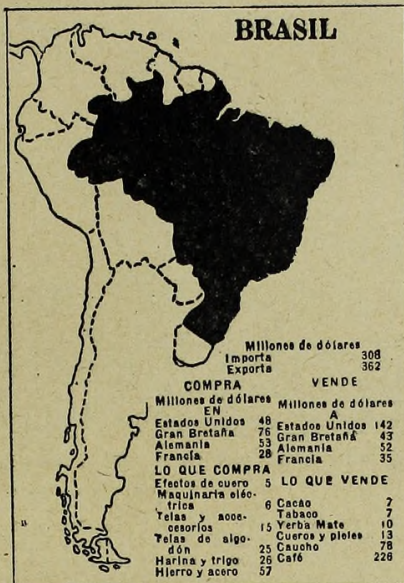 BRASIL
Millones de dólares
Importa 308
Exporta 362
COMPRA
Millones de dólares
EN
Estados Unidos 48
Gran Bretaña 76
Alemania 53
Francia 28
LO QUE COMPRA
Efectos de cuero 5
Maquinaria eléc-
trica 6
Telas y acce-
cesorios 15
Telas de algo-
dón 25
Harina y trigo 26
Hierro y acero 57
VENDE
Millones de dólares
A
Estados Unidos 142
Gran Bretaña 43
Alemania 52
Francia 35
LO QUE VENDE
Cacáo 7
Tabaco 7
Yerba Mate 10
Cueros y pieles 13
Caucho 78
Café 226